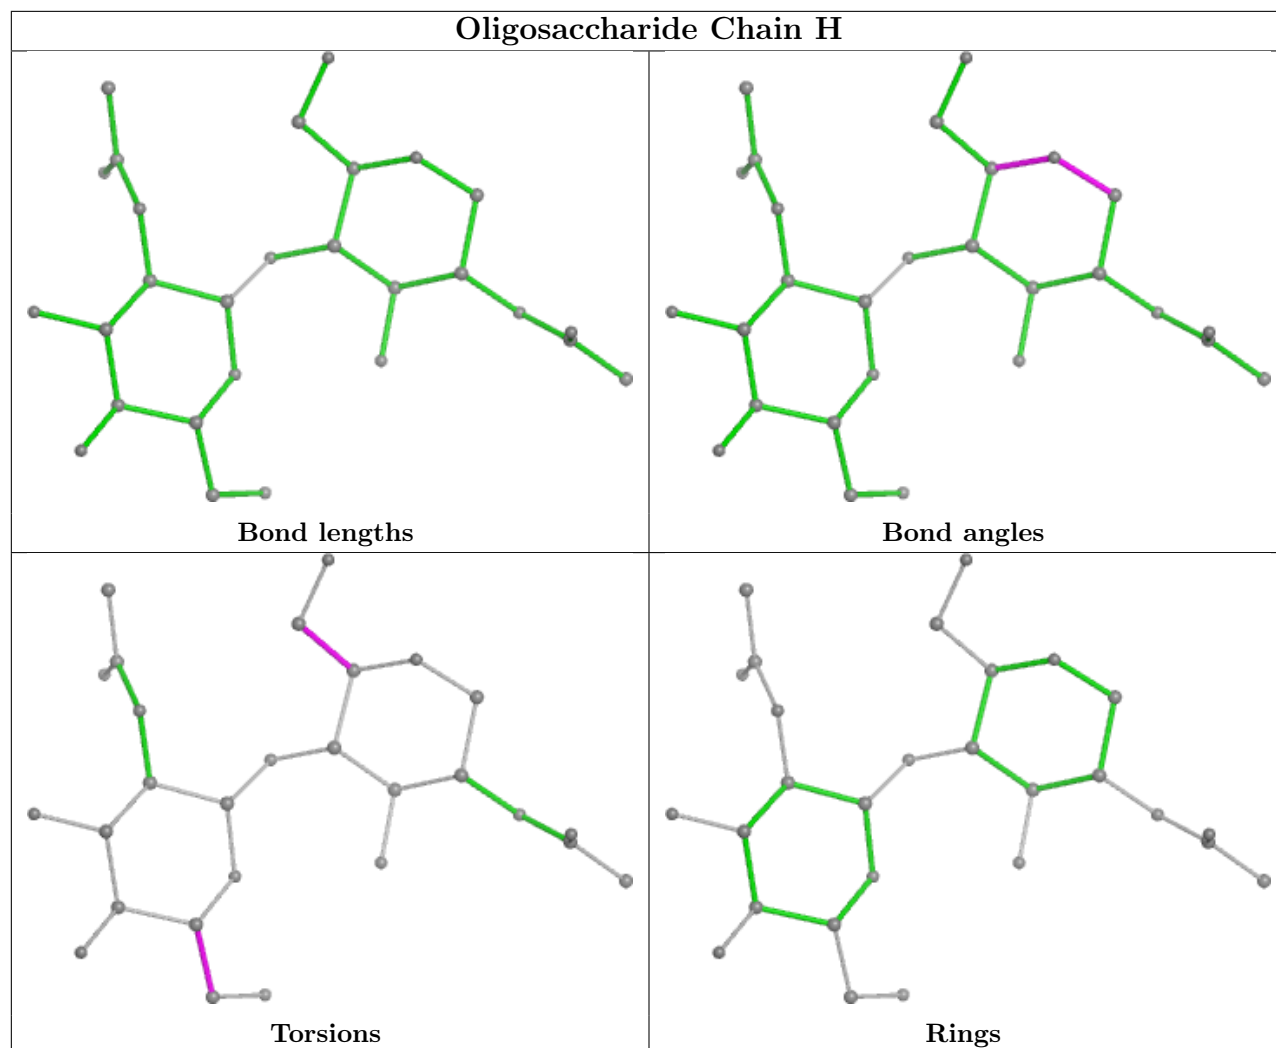 Oligosaccharide Chain H
Bond lengths
Bond angles
Torsions
Rings